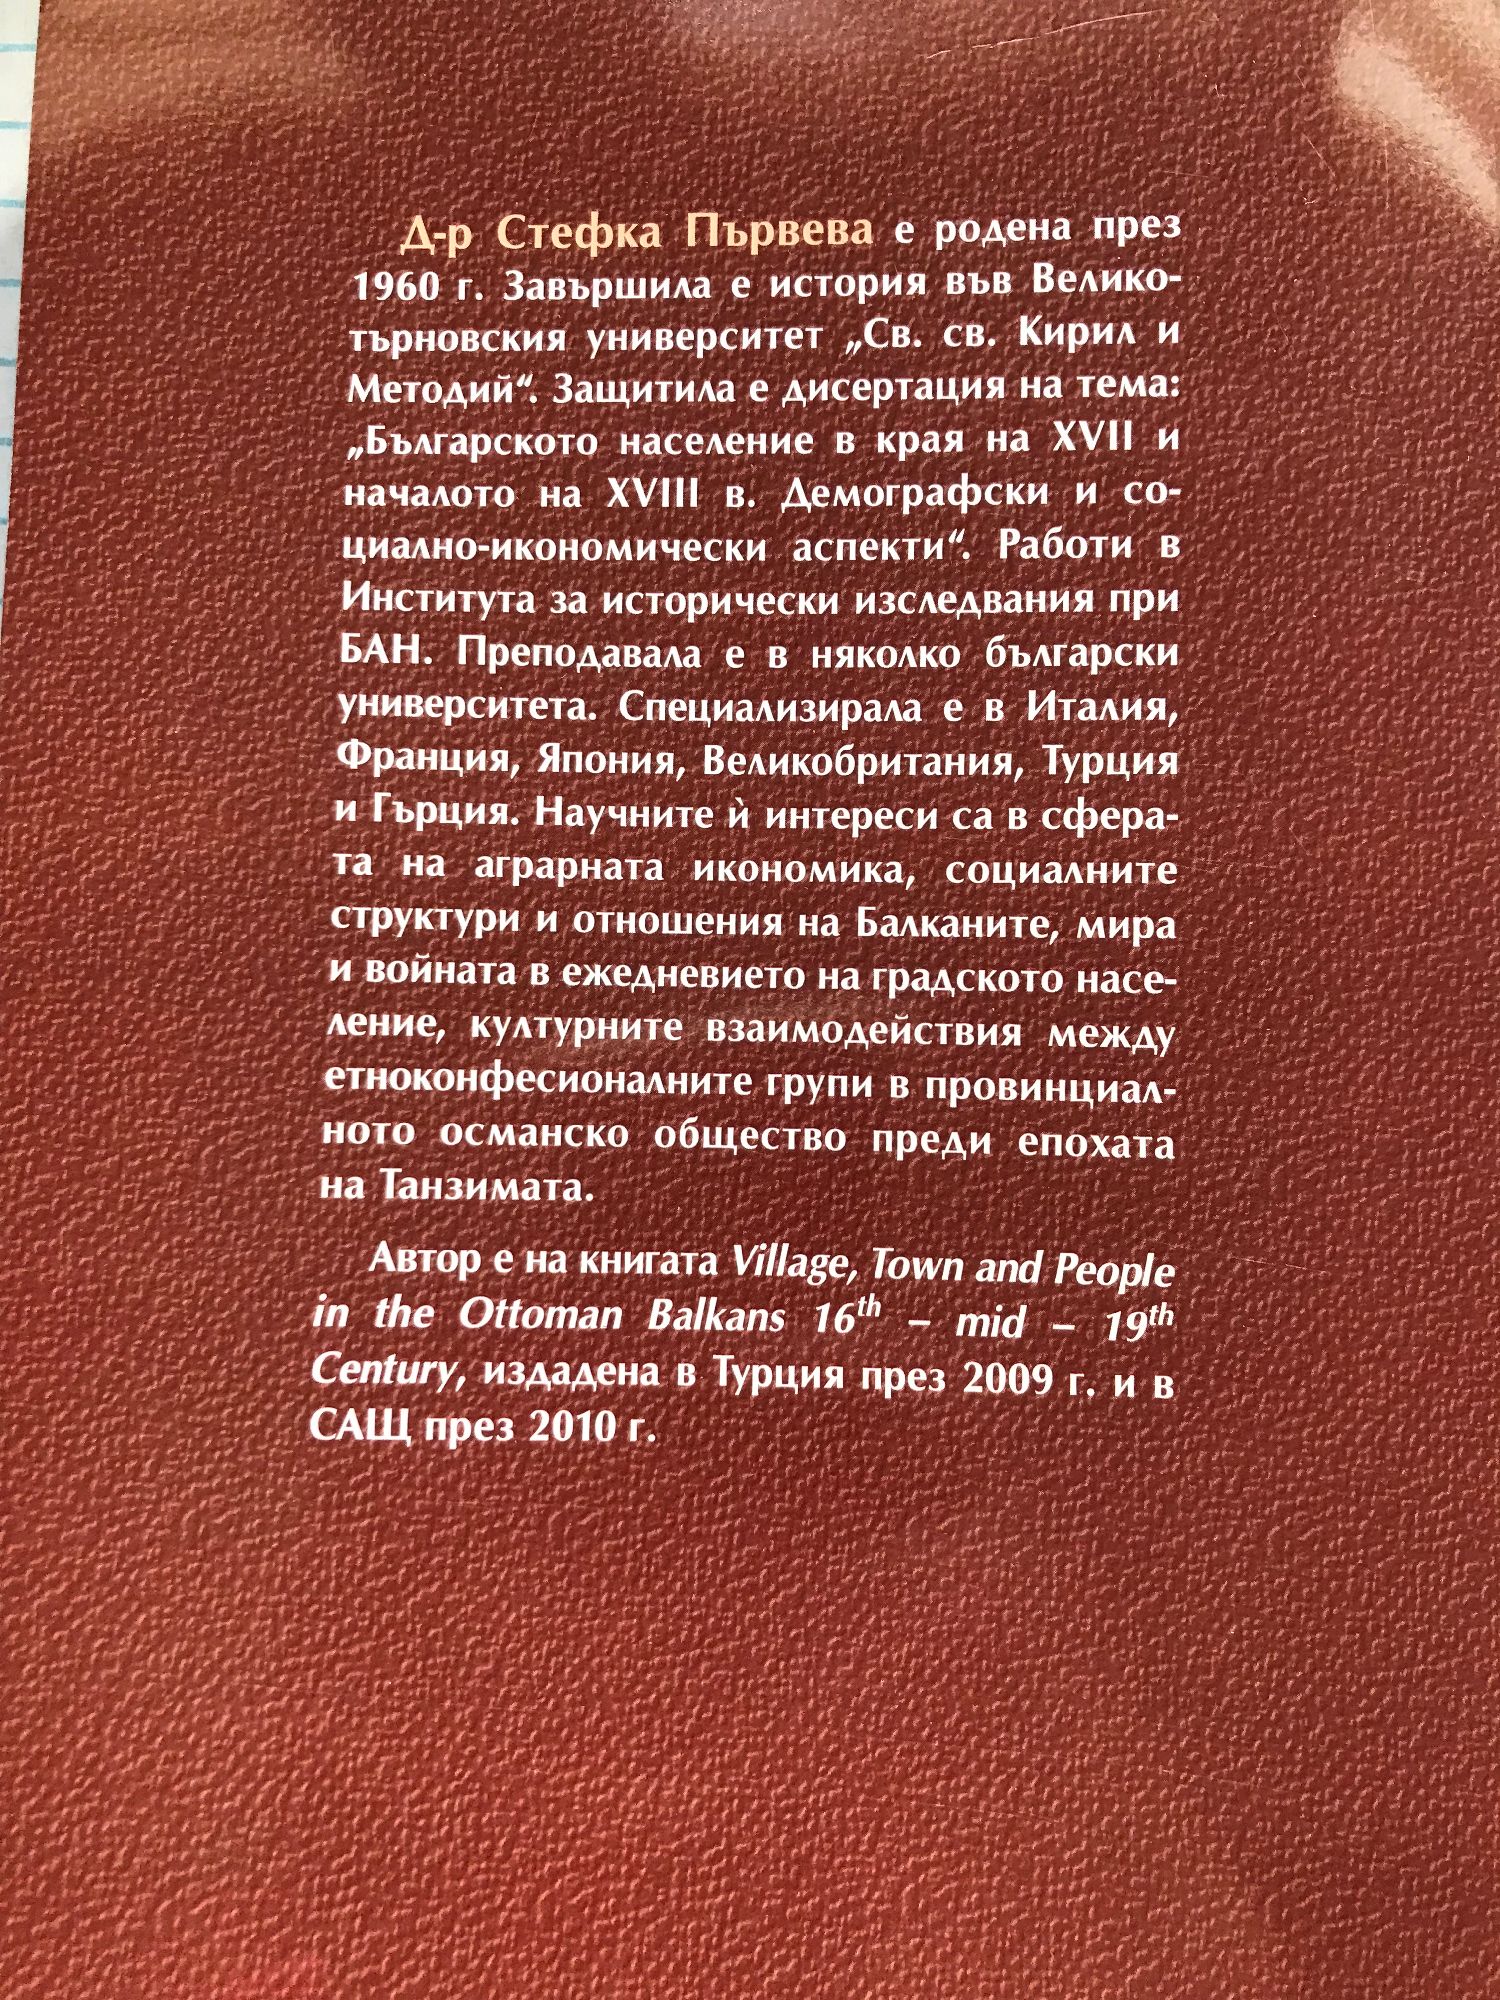 Д-р Стефка Първева е родена през
1960 г. Завършила е история във Велико-
търновския университет „Св. св. Кирил и
Методий“. Защитила е дисертация на тема:
„Българското население в края на XVII и
началото на XVIII в. Демографски и со-
циално-икономически аспекти“. Работи в
Института за исторически изследвания при
БАН. Преподавала е в няколко български
университета. Специализирала е в Италия,
Франция, Япония, Великобритания, Турция
и Гърция. Научните ѝ интереси са в сфера-
та на аграрната икономика, социалните
структури и отношения на Балканите, мира
и войната в ежедневието на градското насе-
ление, културните взаимодействия между
етноконфесионалните групи в провинциал-
ното османско общество преди епохата
на Танзимата.
Автор е на книгата Village, Town and People
in the Ottoman Balkans 16th – mid – 19th
Century, издадена в Турция през 2009 г. и в
САЩ през 2010 г.